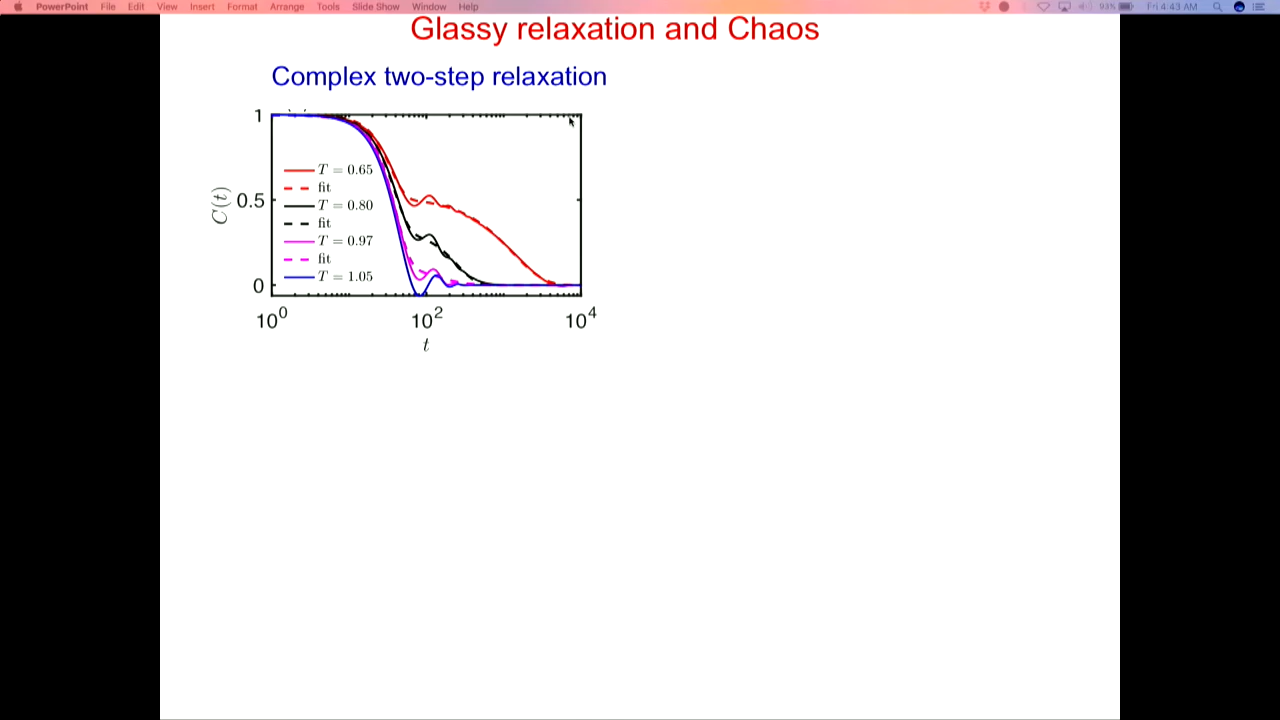 PowerPoint File Edit View Insert Format Arrange Tools Slide Show Window Help 93% Fri 4:43 AM
Glassy relaxation and Chaos
Complex two-step relaxation
1
0.5
0
C(t)
T = 0.65
fit
T = 0.80
fit
T = 0.97
fit
T = 1.05
10^0 10^2 10^4
t